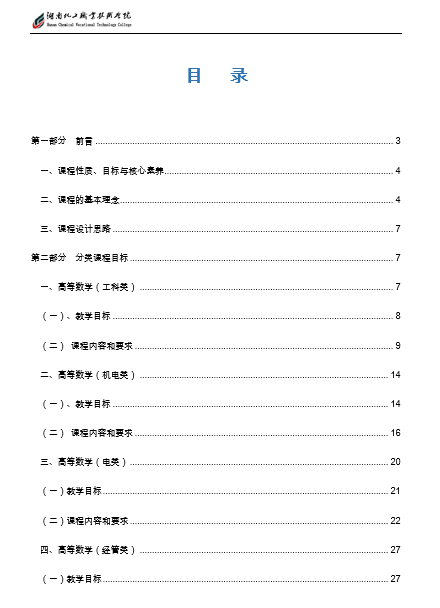 湖南化工职业技术学院
Hunan Chemical Vocational Technology College
目 录
第一部分 前言 3
一、课程性质、目标与核心素养 4
二、课程的基本理念 4
三、课程设计思路 7
第二部分 分类课程目标 7
一、高等数学（工科类） 7
（一）、教学目标 8
（二） 课程内容和要求 9
二、高等数学（机电类） 14
（一）、教学目标 14
（二） 课程内容和要求 16
三、高等数学（电类） 20
（一）教学目标 21
（二）课程内容和要求 22
四、高等数学（经管类） 27
（一）教学目标 27